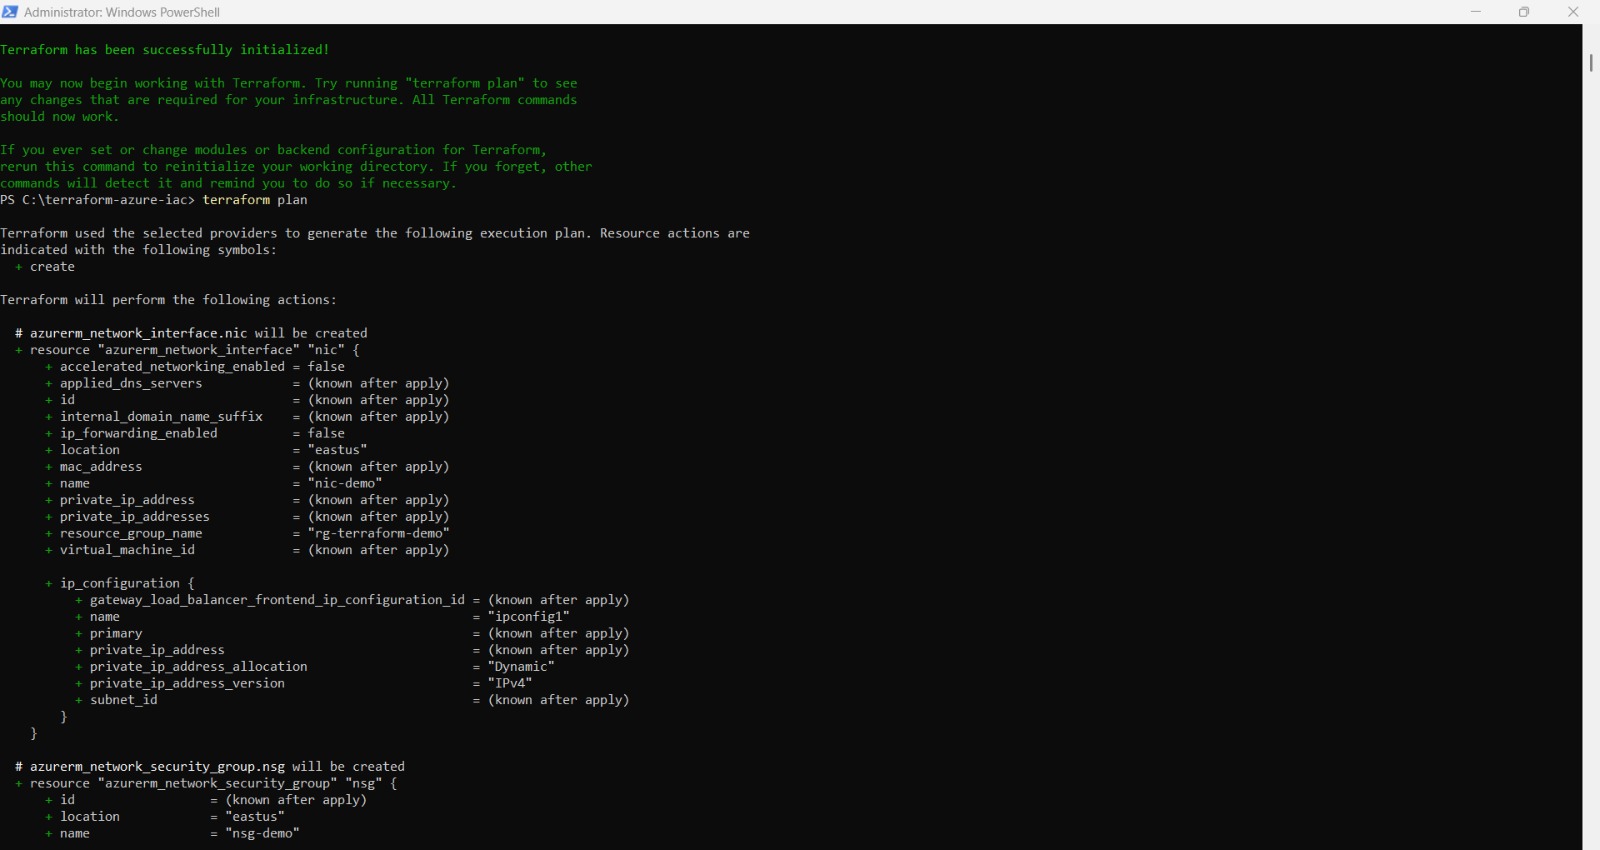 Administrator: Windows PowerShell
Terraform has been successfully initialized!
You may now begin working with Terraform. Try running "terraform plan" to see
any changes that are required for your infrastructure. All Terraform commands
should now work.
If you ever set or change modules or backend configuration for Terraform,
rerun this command to reinitialize your working directory. If you forget, other
commands will detect it and remind you to do so if necessary.
PS C:\terraform-azure-iac> terraform plan
Terraform used the selected providers to generate the following execution plan. Resource actions are
indicated with the following symbols:
  + create
Terraform will perform the following actions:
  # azurerm_network_interface.nic will be created
  + resource "azurerm_network_interface" "nic" {
      + accelerated_networking_enabled = false
      + applied_dns_servers            = (known after apply)
      + id                             = (known after apply)
      + internal_domain_name_suffix    = (known after apply)
      + ip_forwarding_enabled          = false
      + location                       = "eastus"
      + mac_address                    = (known after apply)
      + name                           = "nic-demo"
      + private_ip_address             = (known after apply)
      + private_ip_addresses           = (known after apply)
      + resource_group_name            = "rg-terraform-demo"
      + virtual_machine_id             = (known after apply)
      + ip_configuration {
          + gateway_load_balancer_frontend_ip_configuration_id = (known after apply)
          + name                                               = "ipconfig1"
          + primary                                            = (known after apply)
          + private_ip_address                                 = (known after apply)
          + private_ip_address_allocation                      = "Dynamic"
          + private_ip_address_version                         = "IPv4"
          + subnet_id                                          = (known after apply)
        }
    }
  # azurerm_network_security_group.nsg will be created
  + resource "azurerm_network_security_group" "nsg" {
      + id                  = (known after apply)
      + location            = "eastus"
      + name                = "nsg-demo"